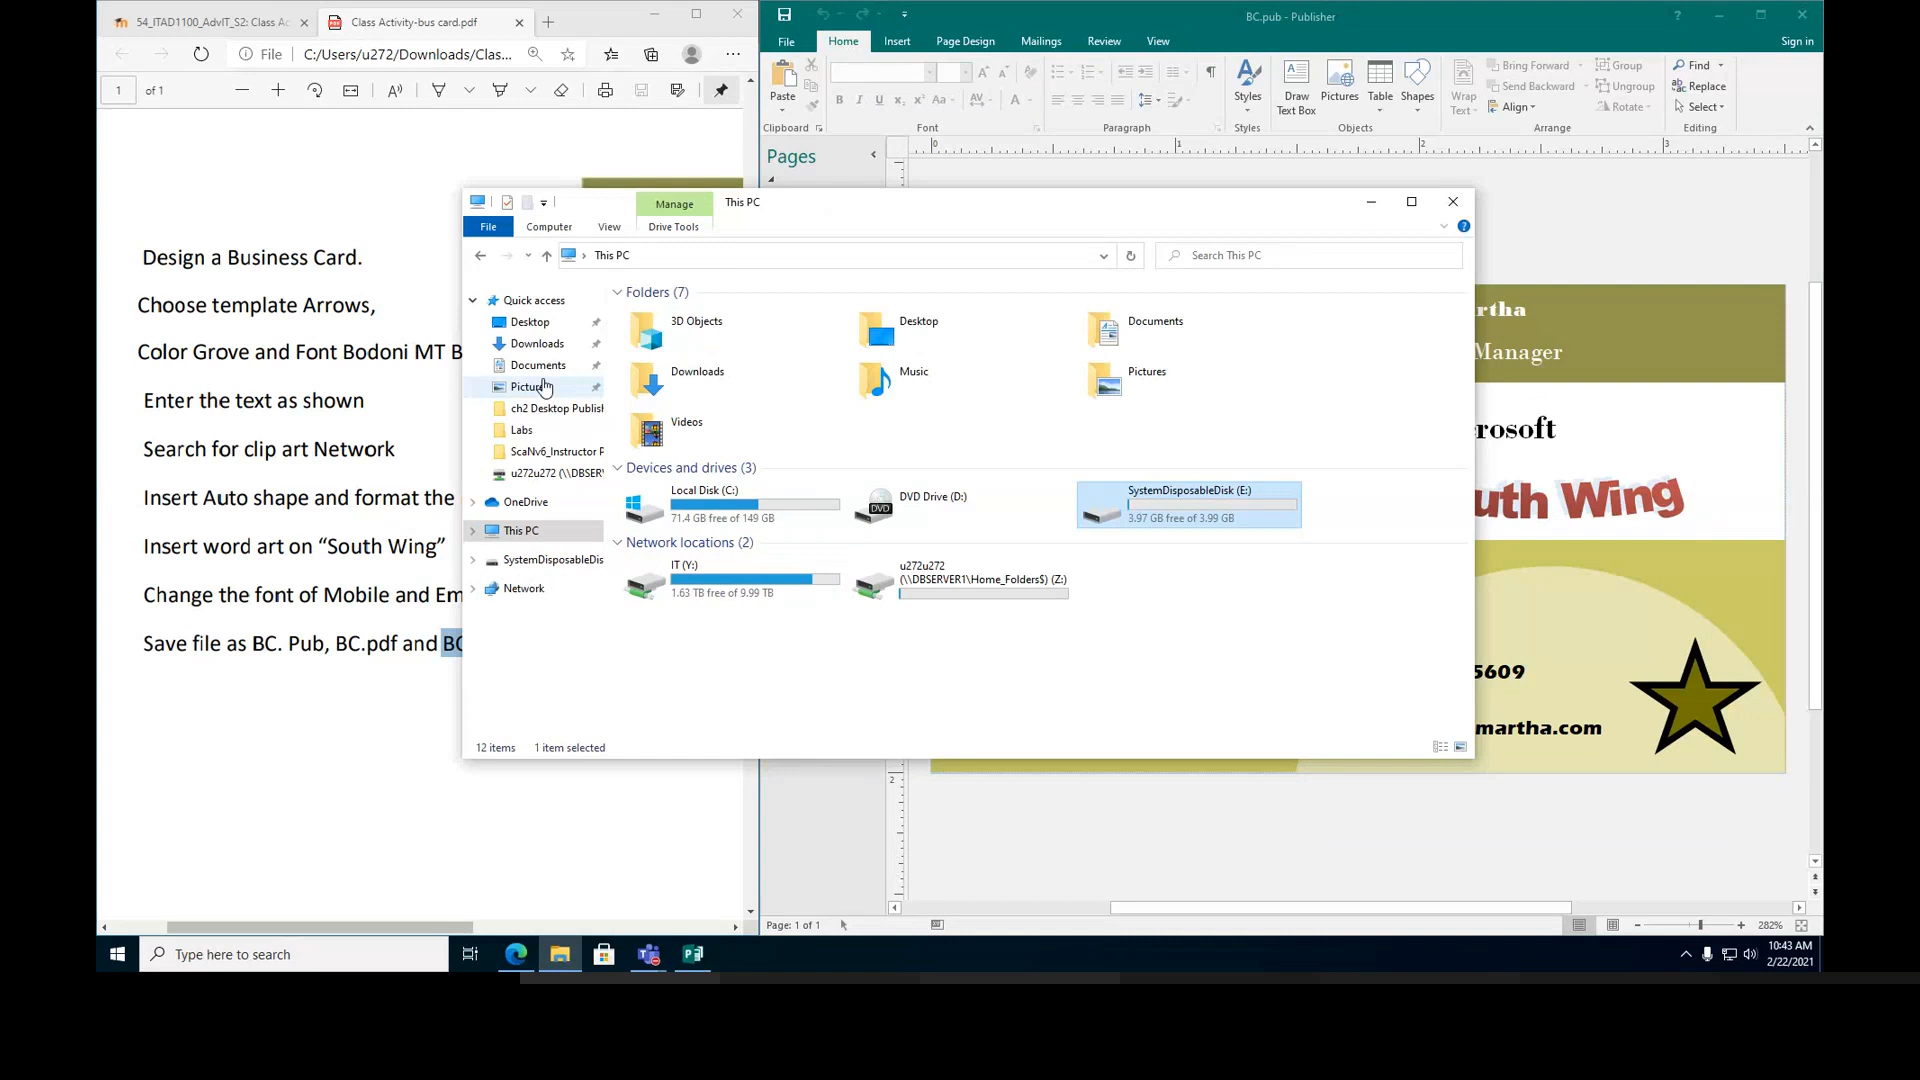 54_ITAD1100_AdvIT_S2: Class Ac
Class Activity-bus card.pdf
BC.pub - Publisher
File
C:/Users/u272/Downloads/Clas...
File
Home
Insert
Page Design
Mailings
Review
View
Sign in
1
of 1
Paste
Styles
Draw
Text Box
Pictures
Table
Shapes
Wrap
Text
Bring Forward
Send Backward
Align
Group
Ungroup
Rotate
Find
Replace
Select
Clipboard
Font
Paragraph
Styles
Objects
Arrange
Editing
Pages
0
1
2
3
Design a Business Card.
Choose template Arrows,
Color Grove and Font Bodoni MT B
Enter the text as shown
Search for clip art Network
Insert Auto shape and format the
Insert word art on “South Wing”
Change the font of Mobile and Em
Save file as BC. Pub, BC.pdf and BC
Manage
This PC
File
Computer
View
Drive Tools
This PC
Search This PC
Quick access
Desktop
Downloads
Documents
ch2 Desktop Publish
Labs
ScaNv6_Instructor P
u272u272 (\\DBSERV
OneDrive
This PC
SystemDisposableDis
Network
Folders (7)
3D Objects
Desktop
Documents
Downloads
Music
Pictures
Videos
Devices and drives (3)
Local Disk (C:)
71.4 GB free of 149 GB
DVD Drive (D:)
DVD
SystemDisposableDisk (E:)
3.97 GB free of 3.99 GB
Network locations (2)
IT (Y:)
1.63 TB free of 9.99 TB
u272u272
(\\DBSERVER1\Home_Folders$) (Z:)
12 items
1 item selected
rtha
Manager
rosoft
uth Wing
5609
martha.com
2
Page: 1 of 1
282%
Type here to search
10:43 AM
2/22/2021